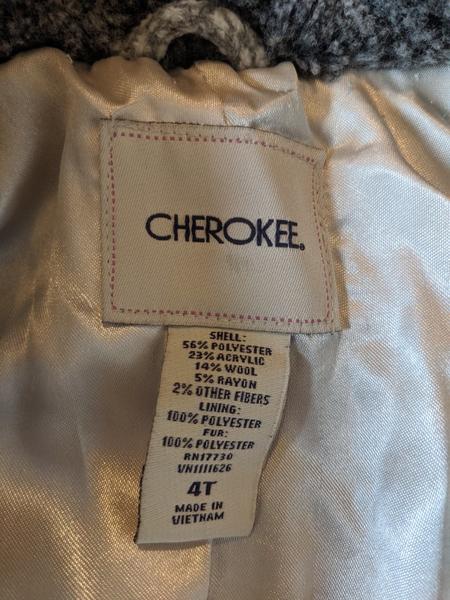 CHEROKEE.
SHELL:
56% POLYESTER
23% ACRYLIC
14% WOOL
5% RAYON
2% OTHER FIBERS
LINING:
100% POLYESTER
FUR:
100% POLYESTER
RN17730
VN1111626
4T
MADE IN
VIETNAM